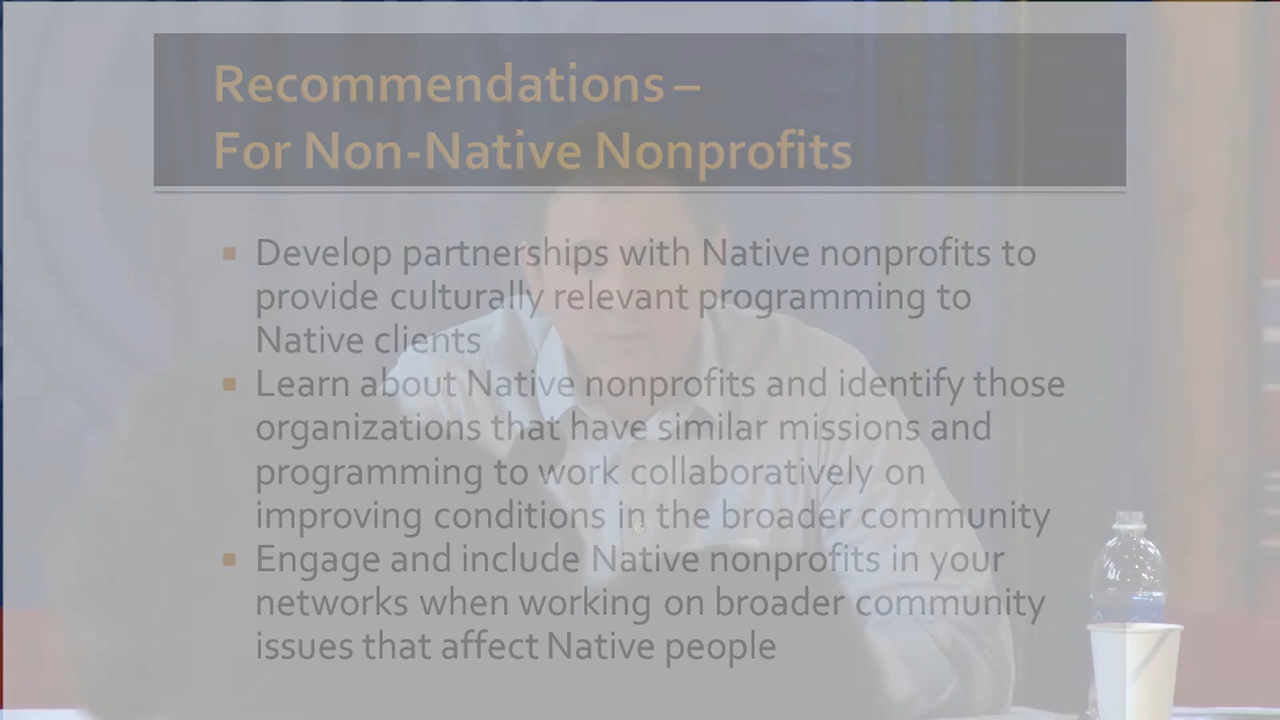 Recommendations –
For Non-Native Nonprofits
▪ Develop partnerships with Native nonprofits to
provide culturally relevant programming to
Native clients
▪ Learn about Native nonprofits and identify those
organizations that have similar missions and
programming to work collaboratively on
improving conditions in the broader community
▪ Engage and include Native nonprofits in your
networks when working on broader community
issues that affect Native people